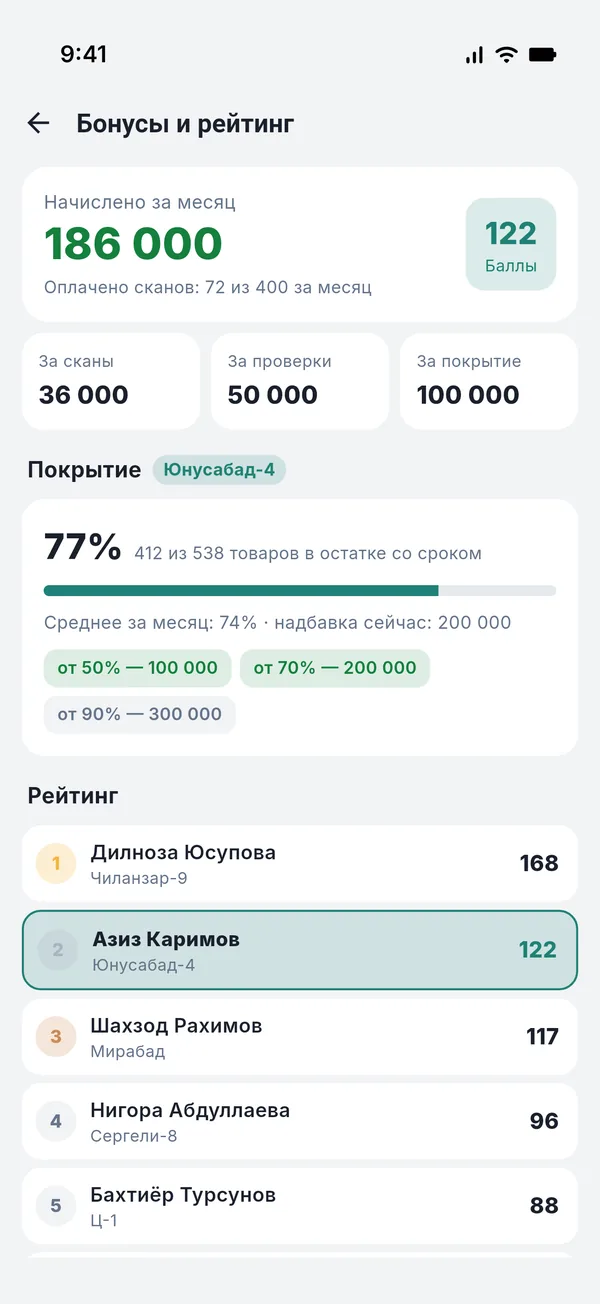 9:41
Бонусы и рейтинг
Начислено за месяц
186 000
Оплачено сканов: 72 из 400 за месяц
122
Баллы
За сканы
36 000
За проверки
50 000
За покрытие
100 000
Покрытие
Юнусабад-4
77% 412 из 538 товаров в остатке со сроком
Среднее за месяц: 74% · надбавка сейчас: 200 000
от 50% — 100 000
от 70% — 200 000
от 90% — 300 000
Рейтинг
1
Дилноза Юсупова
Чиланзар-9
168
2
Азиз Каримов
Юнусабад-4
122
3
Шахзод Рахимов
Мирабад
117
4
Нигора Абдуллаева
Сергели-8
96
5
Бахтиёр Турсунов
Ц-1
88